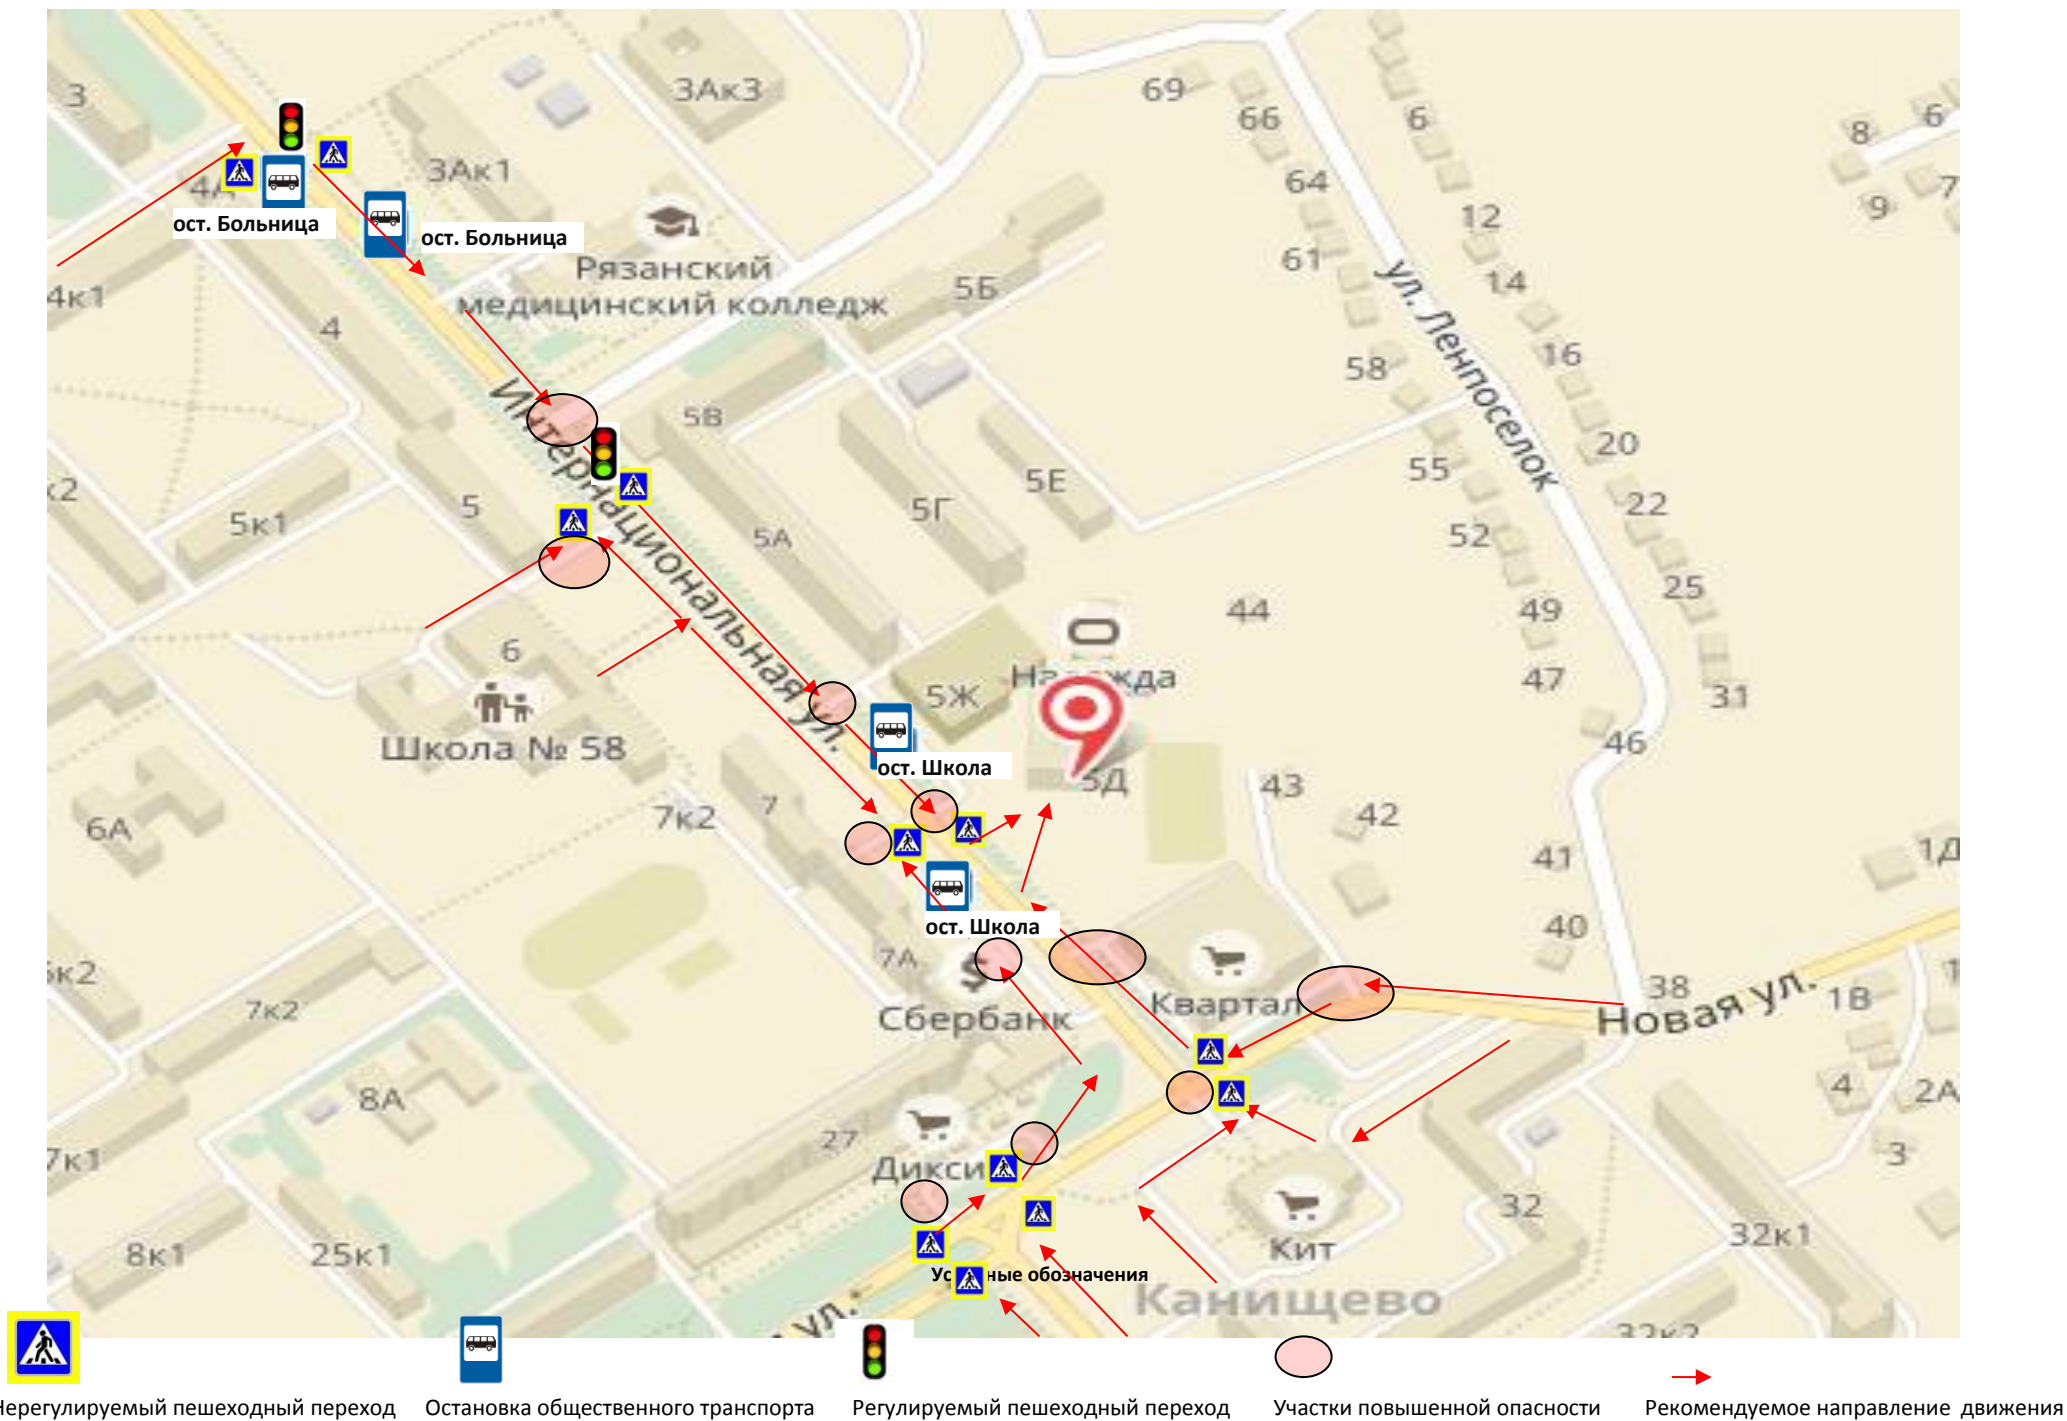 3
3Ак3
69
66
6
8
6
3Ак1
4А
64
12
9
7
ост. Больница
ост. Больница
Рязанский
медицинский колледж
61
14
5Б
4к1
4
58
16
ул. Ленпоселок
Интернациональная ул.
5В
20
55
22
5
5к1
5А
5Г
5Е
52
25
44
49
6
Надежда
5Ж
47
31
Школа № 58
46
ост. Школа
5Д
43
42
7
7к2
6А
41
1Д
40
ост. Школа
7А
Сбербанк
Квартал
38
Новая ул.
1В
7к2
8А
4
2А
27
Дикси
3
7к1
32
8к1
25к1
Кит
32к1
Канищево
ные обозначения
ул.
32к2
Нерегулируемый пешеходный переход
Остановка общественного транспорта
Регулируемый пешеходный переход
Участки повышенной опасности
Рекомендуемое направление движения